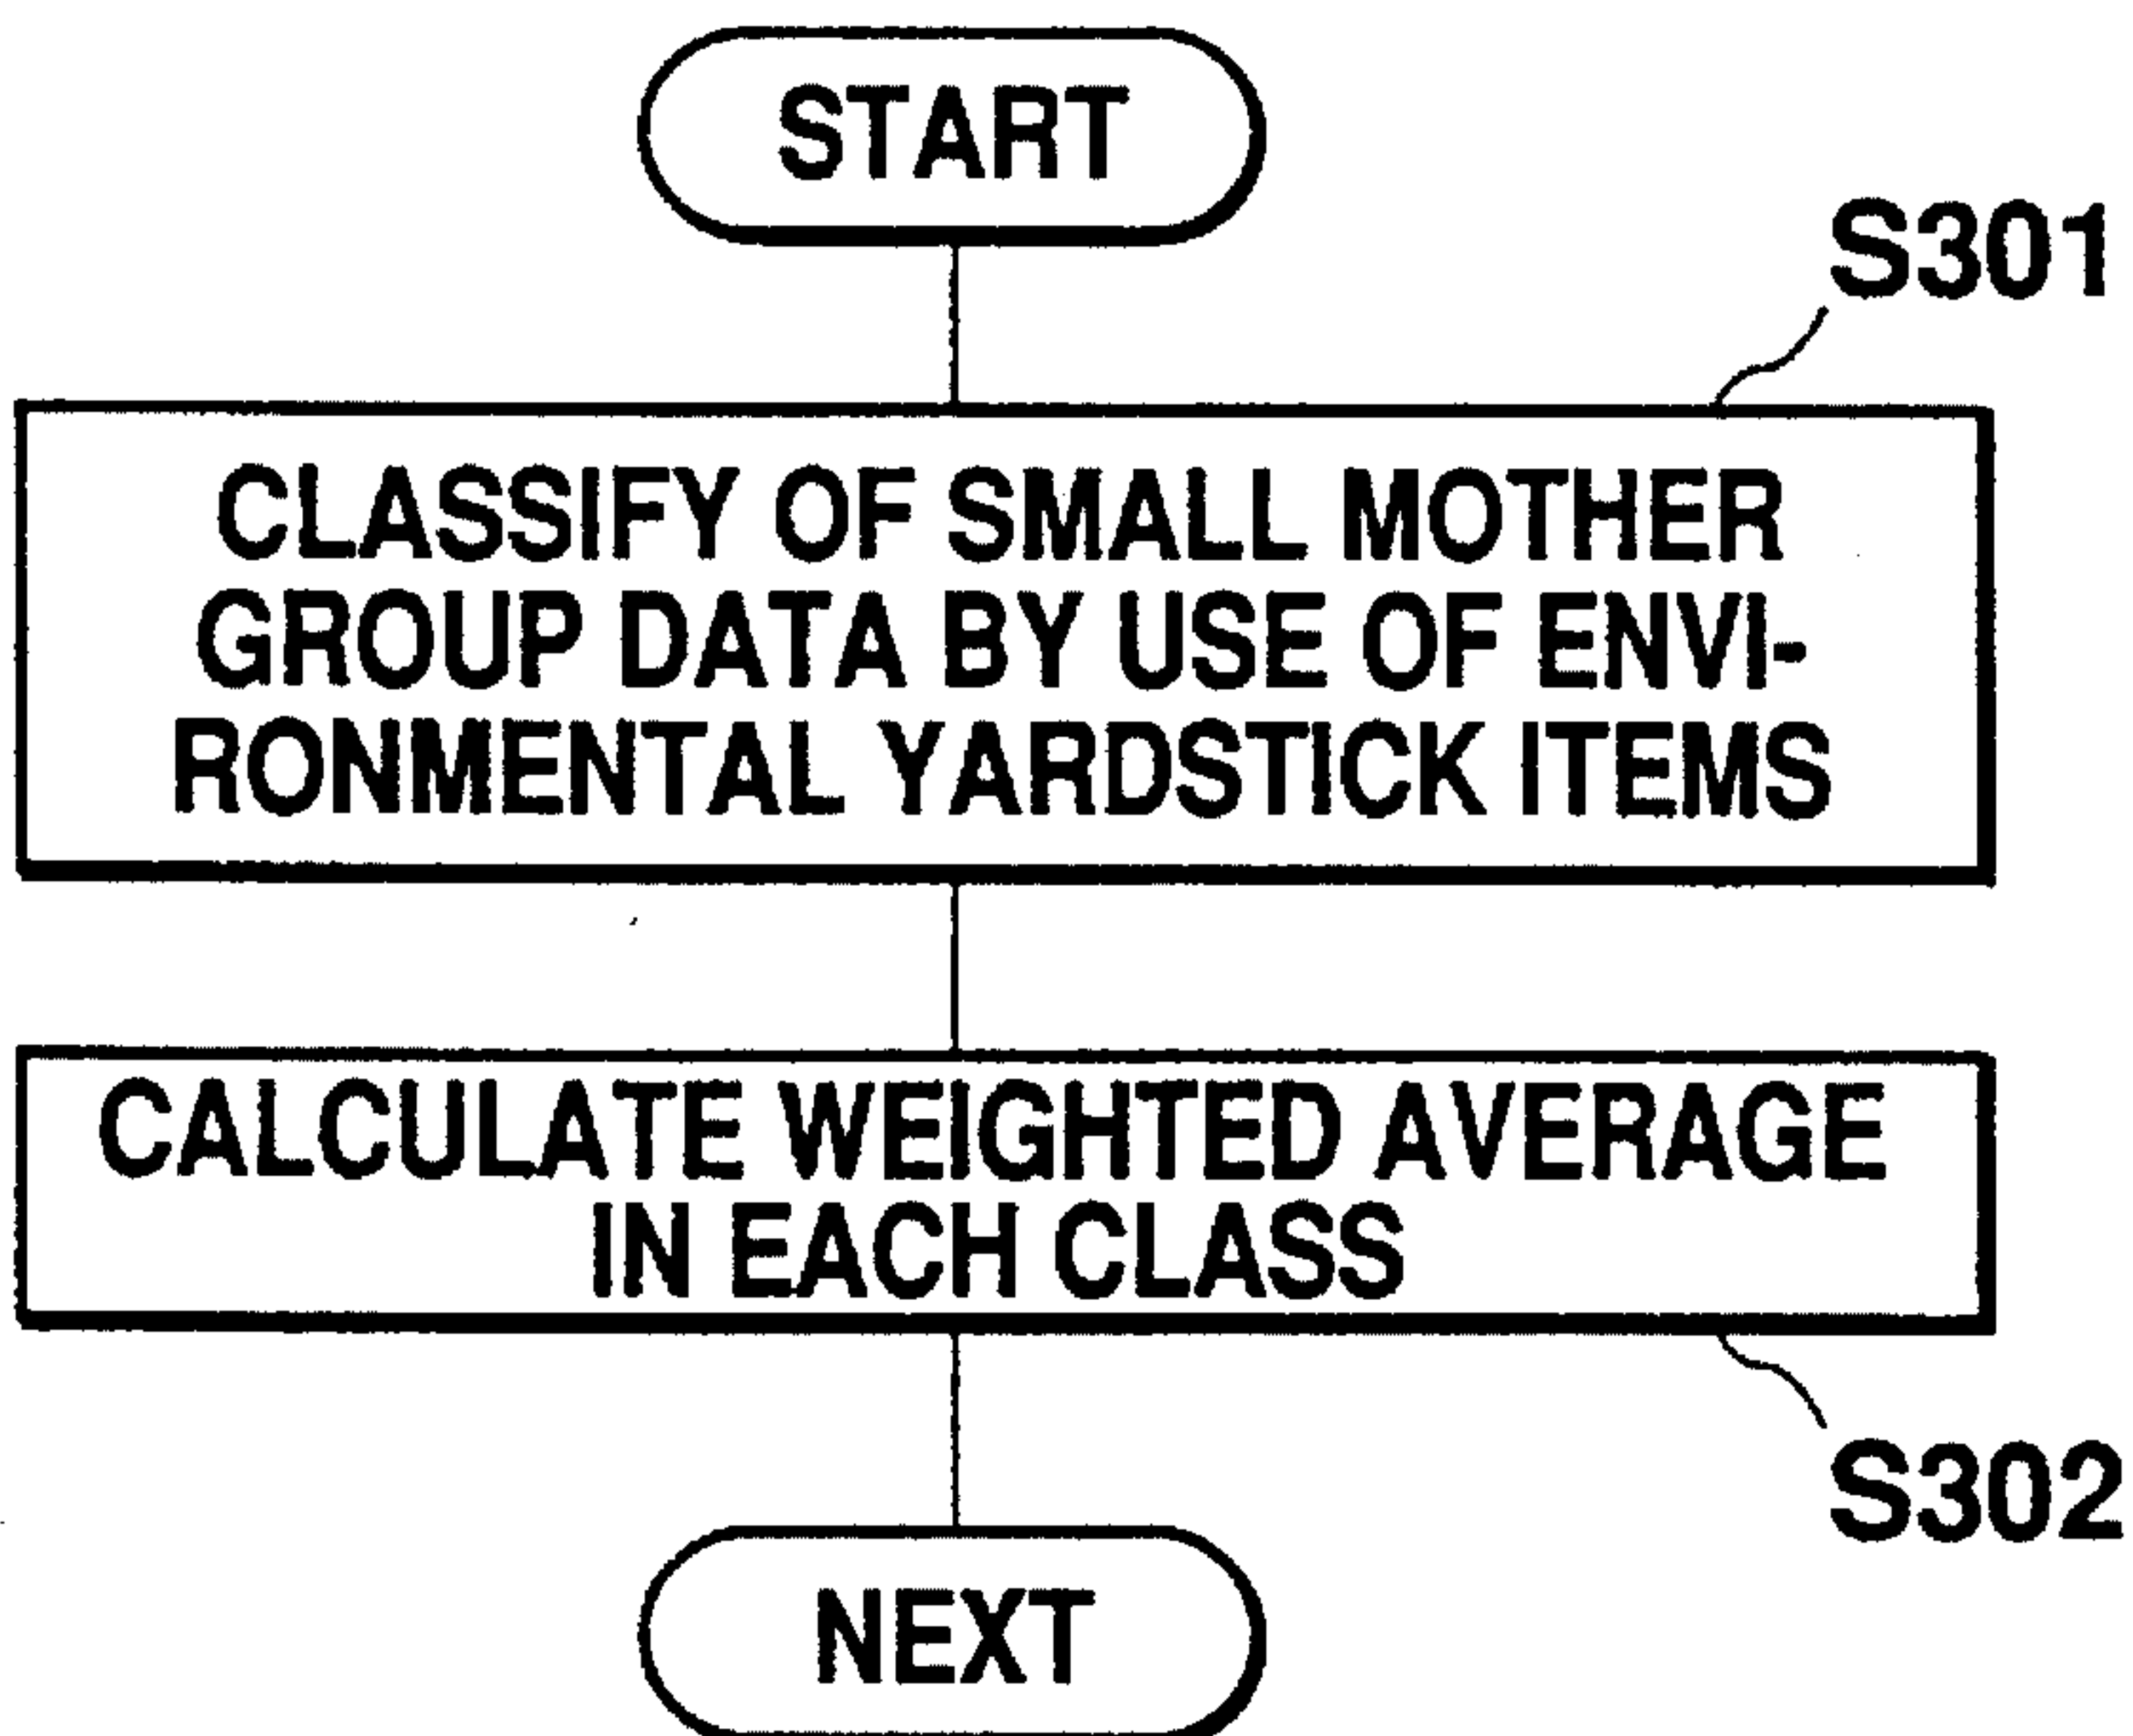 START
S301
CLASSIFY OF SMALL MOTHER
GROUP DATA BY USE OF ENVI-
RONMENTAL YARDSTICK ITEMS
CALCULATE WEIGHTED AVERAGE
IN EACH CLASS
S302
NEXT